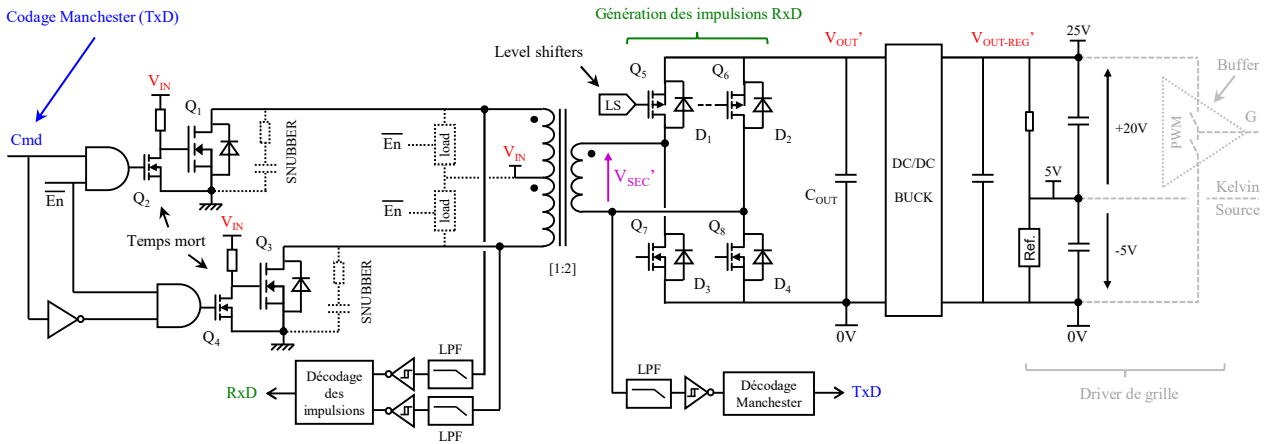 Codage Manchester (TxD)
Génération des impulsions RxD
Level shifters
V_OUT'
V_OUT-REG'
25V
Buffer
V_IN
Q1
Q5
Q6
LS
Cmd
SNUBBER
En
load
V_IN
D1
D2
+20V
PWM
G
En
Q2
V_SEC'
DC/DC
BUCK
5V
Kelvin
Source
En
load
C_OUT
V_IN
Temps mort
Q3
Q7
Q8
Ref.
-5V
[1:2]
D3
D4
SNUBBER
Q4
0V
0V
LPF
LPF
RxD
Décodage
des
impulsions
Décodage
Manchester
TxD
Driver de grille
LPF